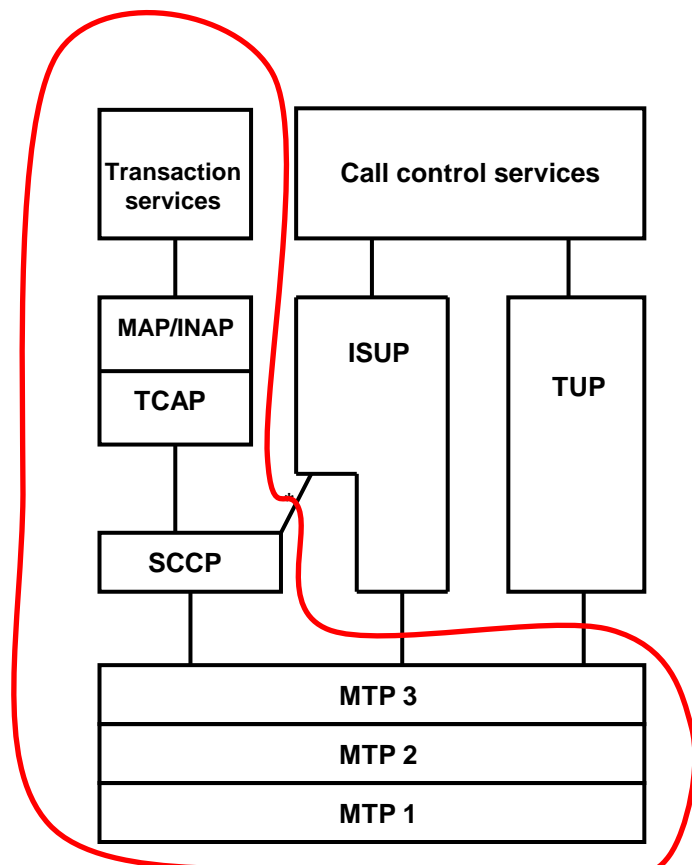 Transaction
services
Call control services
MAP/INAP
TCAP
ISUP
TUP
*
SCCP
MTP 3
MTP 2
MTP 1